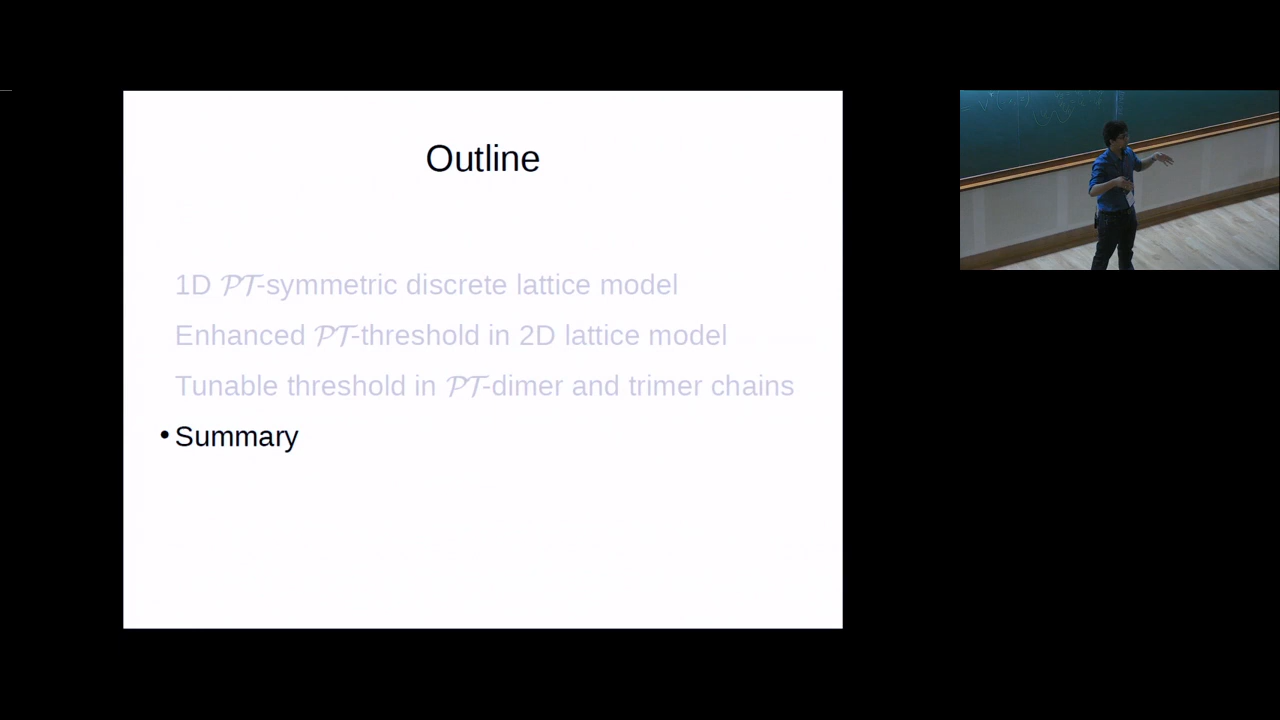 Outline
1D 𝒫𝒯-symmetric discrete lattice model
Enhanced 𝒫𝒯-threshold in 2D lattice model
Tunable threshold in 𝒫𝒯-dimer and trimer chains
• Summary